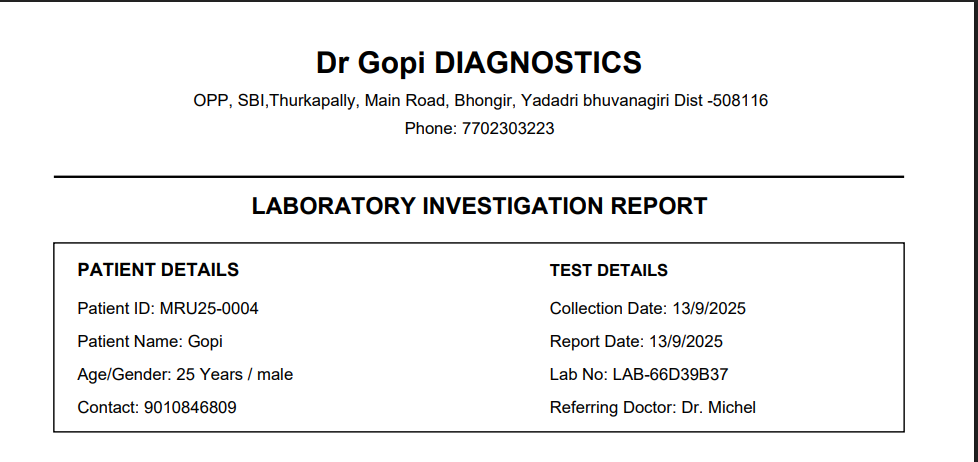 Dr Gopi DIAGNOSTICS
OPP, SBI,Thurkapally, Main Road, Bhongir, Yadadri bhuvanagiri Dist -508116
Phone: 7702303223
LABORATORY INVESTIGATION REPORT
PATIENT DETAILS
Patient ID: MRU25-0004
Patient Name: Gopi
Age/Gender: 25 Years / male
Contact: 9010846809
TEST DETAILS
Collection Date: 13/9/2025
Report Date: 13/9/2025
Lab No: LAB-66D39B37
Referring Doctor: Dr. Michel